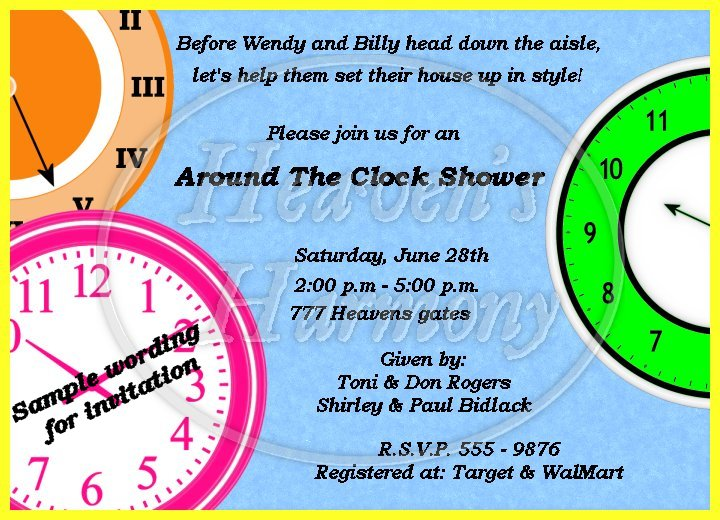 Before Wendy and Billy head down the aisle,
let's help them set their house up in style!
Please join us for an
Around The Clock Shower
Saturday, June 28th
2:00 p.m - 5:00 p.m.
777 Heavens gates
Given by:
Toni & Don Rogers
Shirley & Paul Bidlack
R.S.V.P. 555 - 9876
Registered at: Target & WalMart
Sample wording
for invitation
Heaven's
Harmony
II
III
IV
V
11
12
1
2
3
4
5
6
7
11
10
9
8
7